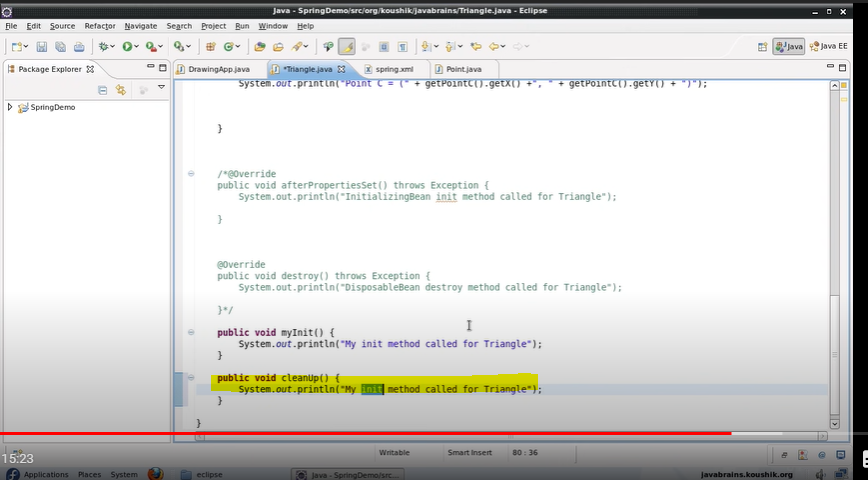 Java - SpringDemo/src/org/koushik/javabrains/Triangle.java - Eclipse
File Edit Source Refactor Navigate Search Project Run Window Help
Java Java EE
Package Explorer
DrawingApp.java *Triangle.java spring.xml Point.java
SpringDemo
System.out.println("Point C = (" + getPointC().getX() +", " + getPointC().getY() + ")");
}
/*@Override
public void afterPropertiesSet() throws Exception {
System.out.println("InitializingBean init method called for Triangle");
}
@Override
public void destroy() throws Exception {
System.out.println("DisposableBean destroy method called for Triangle");
}*/
public void myInit() {
System.out.println("My init method called for Triangle");
}
public void cleanUp() {
System.out.println("My init method called for Triangle");
}
}
Writable Smart Insert 80 : 36
15:23
Applications Places System eclipse Java - SpringDemo/src... javabrains.koushik.org